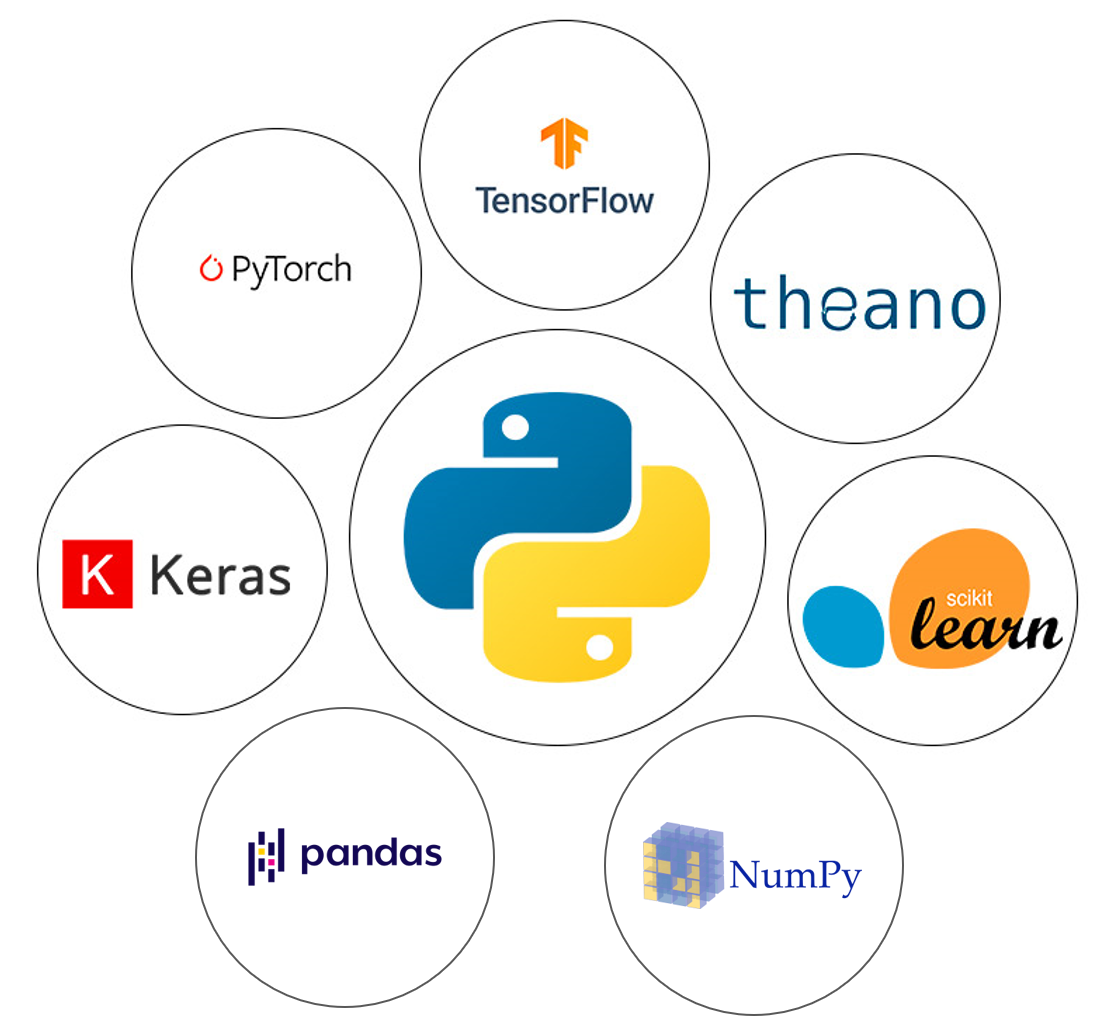 TensorFlow
PyTorch
theano
K Keras
scikit
learn
pandas
NumPy